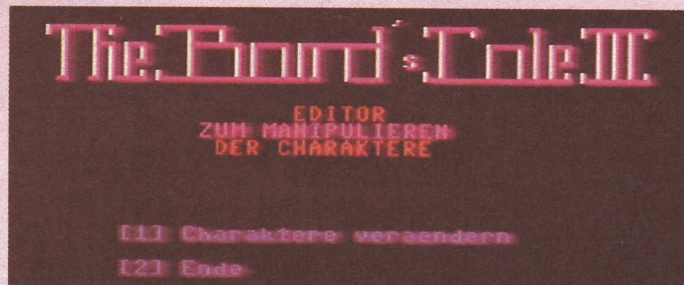 The Bard's Tale III
EDITOR
ZUM MANIPULIEREN
DER CHARAKTERE
[1] Charaktere veraendern
[2] Ende